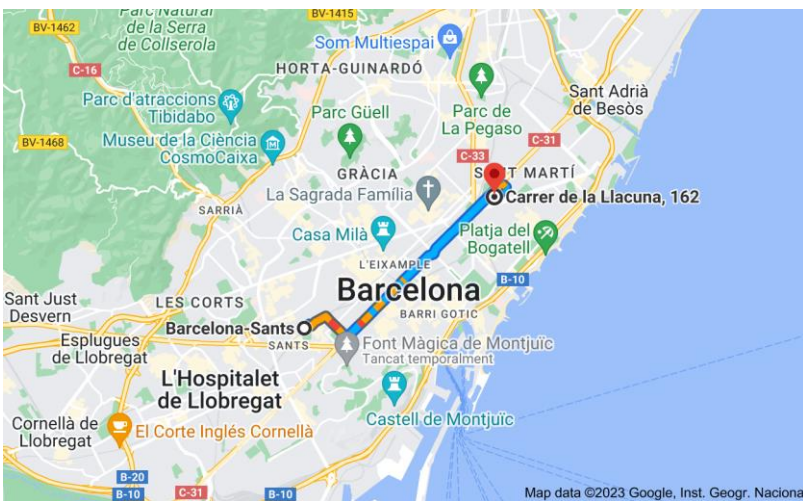 BV-1462
Parc Natural
de la Serra
de Collserola
BV-1415
Som Multiespai
C-16
HORTA-GUINARDÓ
Sant Adrià
de Besòs
Parc d'atraccions
Tibidabo
Parc Güell
Parc de
La Pegaso
C-31
BV-1468
Museu de la Ciència
CosmoCaixa
C-33
GRÀCIA
SANT MARTÍ
La Sagrada Família
Carrer de la Llacuna, 162
SARRIÀ
Casa Milà
Platja del
Bogatell
L'EIXAMPLE
B-10
Barcelona
Sant Just
Desvern
LES CORTS
BARRI GOTIC
Barcelona-Sants
SANTS
Esplugues
de Llobregat
Font Màgica de Montjuïc
Tancat temporalment
L'Hospitalet
de Llobregat
Castell de Montjuïc
Cornellà de
Llobregat
El Corte Inglés Cornellà
B-20
B-10
C-31
B-10
Map data ©2023 Google, Inst. Geogr. Naciona